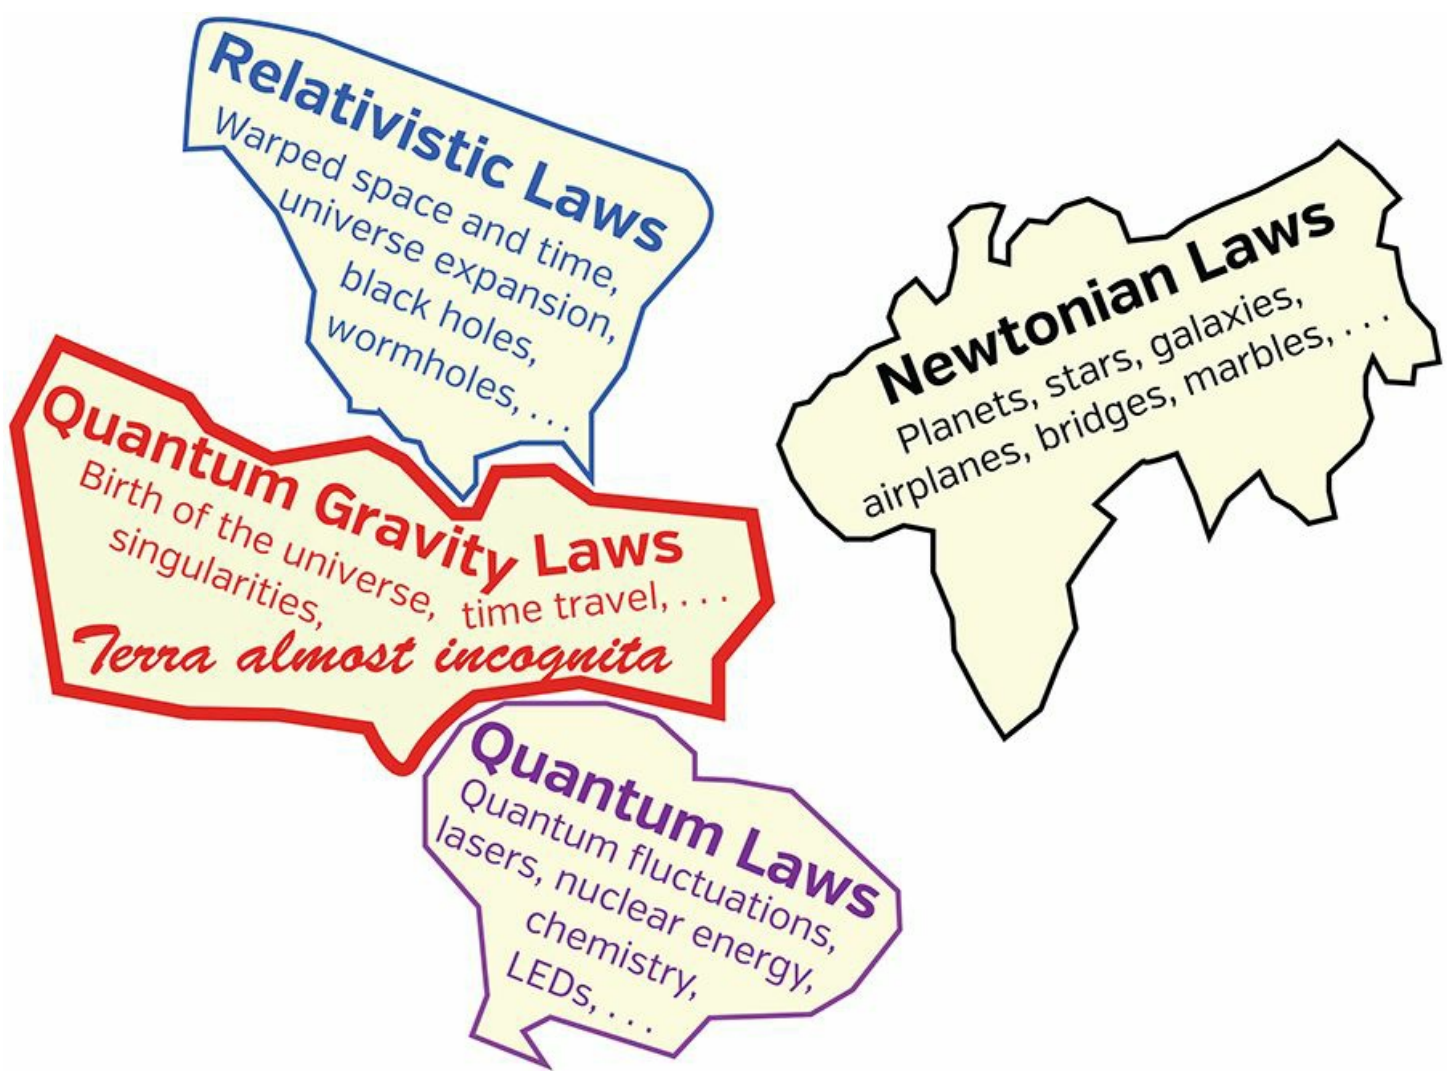 Relativistic Laws
Warped space and time,
universe expansion,
black holes,
wormholes, . . .
Newtonian Laws
Planets, stars, galaxies,
airplanes, bridges, marbles, . . .
Quantum Gravity Laws
Birth of the universe, time travel, . . .
singularities,
Terra almost incognita
Quantum Laws
Quantum fluctuations,
lasers, nuclear energy,
chemistry,
LEDs, . . .